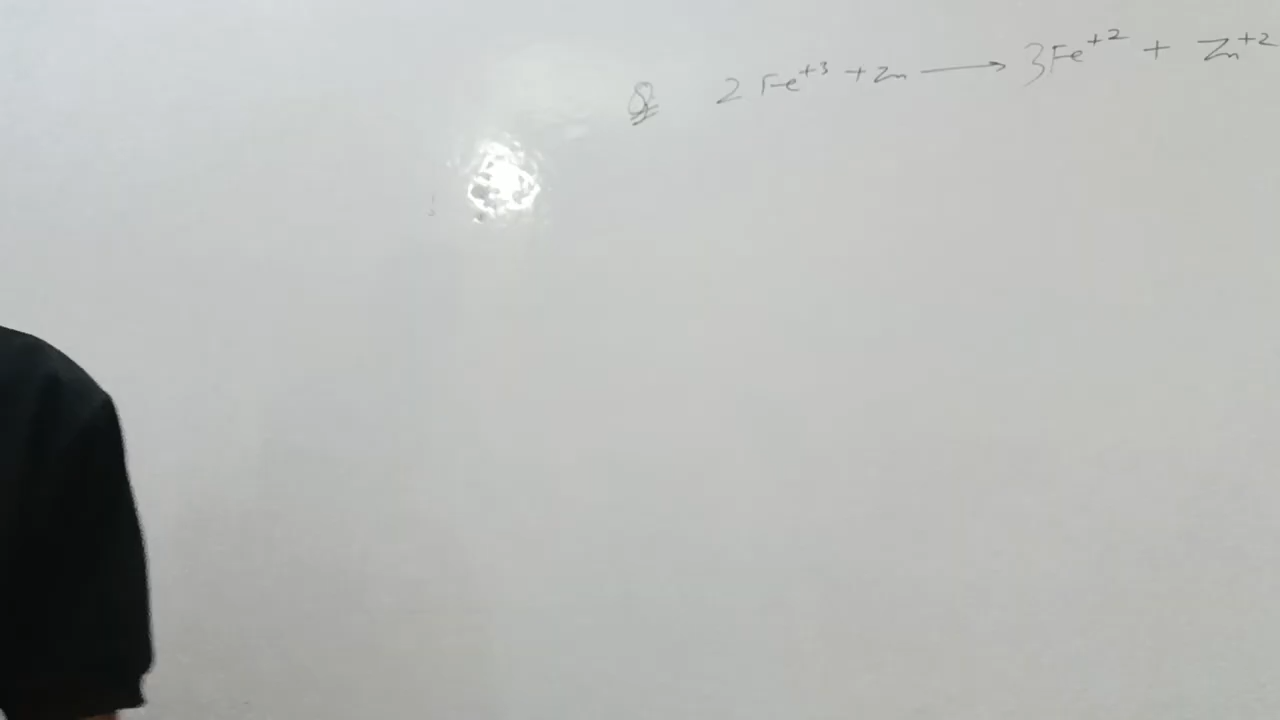 Q 2 Fe⁺³ + Zn ⟶ 3Fe⁺² + Zn⁺²